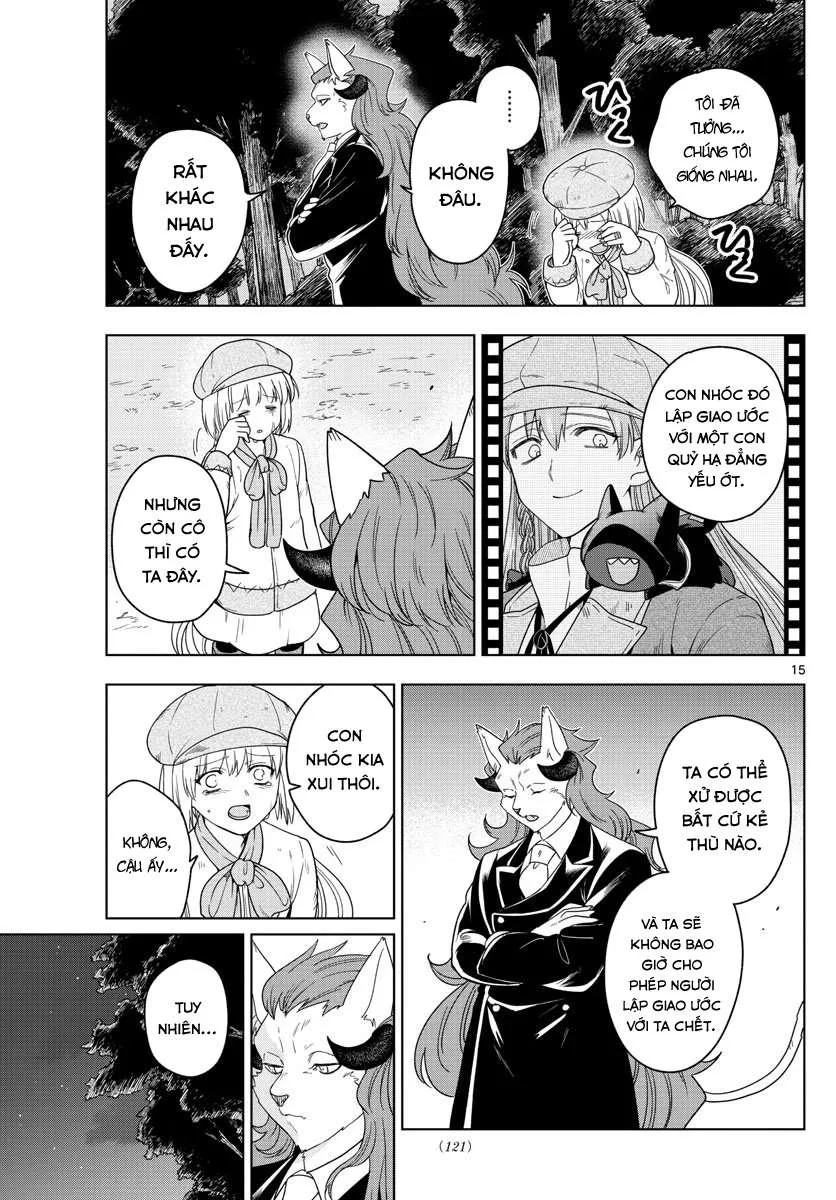 TÔI ĐÃ
TƯỞNG...
CHÚNG TÔI
GIỐNG NHAU.
......
KHÔNG
ĐÂU.
RẤT
KHÁC
NHAU
ĐẤY.
CON NHÓC ĐÓ
LẬP GIAO ƯỚC
VỚI MỘT CON
QUỶ HẠ ĐẲNG
YẾU ỚT.
NHƯNG
CÒN CÔ
THÌ CÓ
TA ĐÂY.
15
TA CÓ THỂ
XỬ ĐƯỢC
BẤT CỨ KẺ
THÙ NÀO.
VÀ TA SẼ
KHÔNG BAO
GIỜ CHO
PHÉP NGƯỜI
LẬP GIAO ƯỚC
VỚI TA CHẾT.
CON
NHÓC KIA
XUI THÔI.
KHÔNG,
CẬU ẤY...
TUY
NHIÊN...
(121)